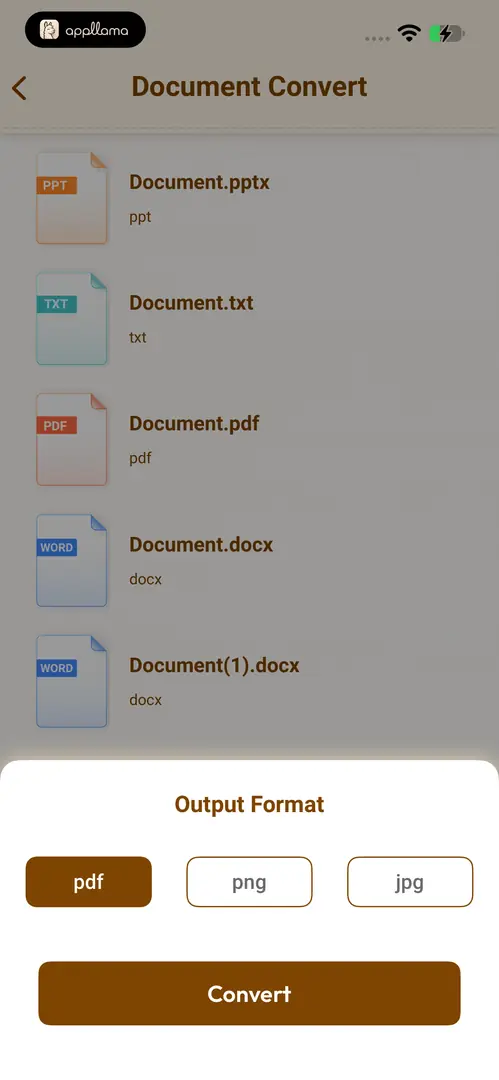 appllama
Document Convert
PPT
Document.pptx
ppt
TXT
Document.txt
txt
PDF
Document.pdf
pdf
WORD
Document.docx
docx
WORD
Document(1).docx
docx
Output Format
pdf png jpg
Convert